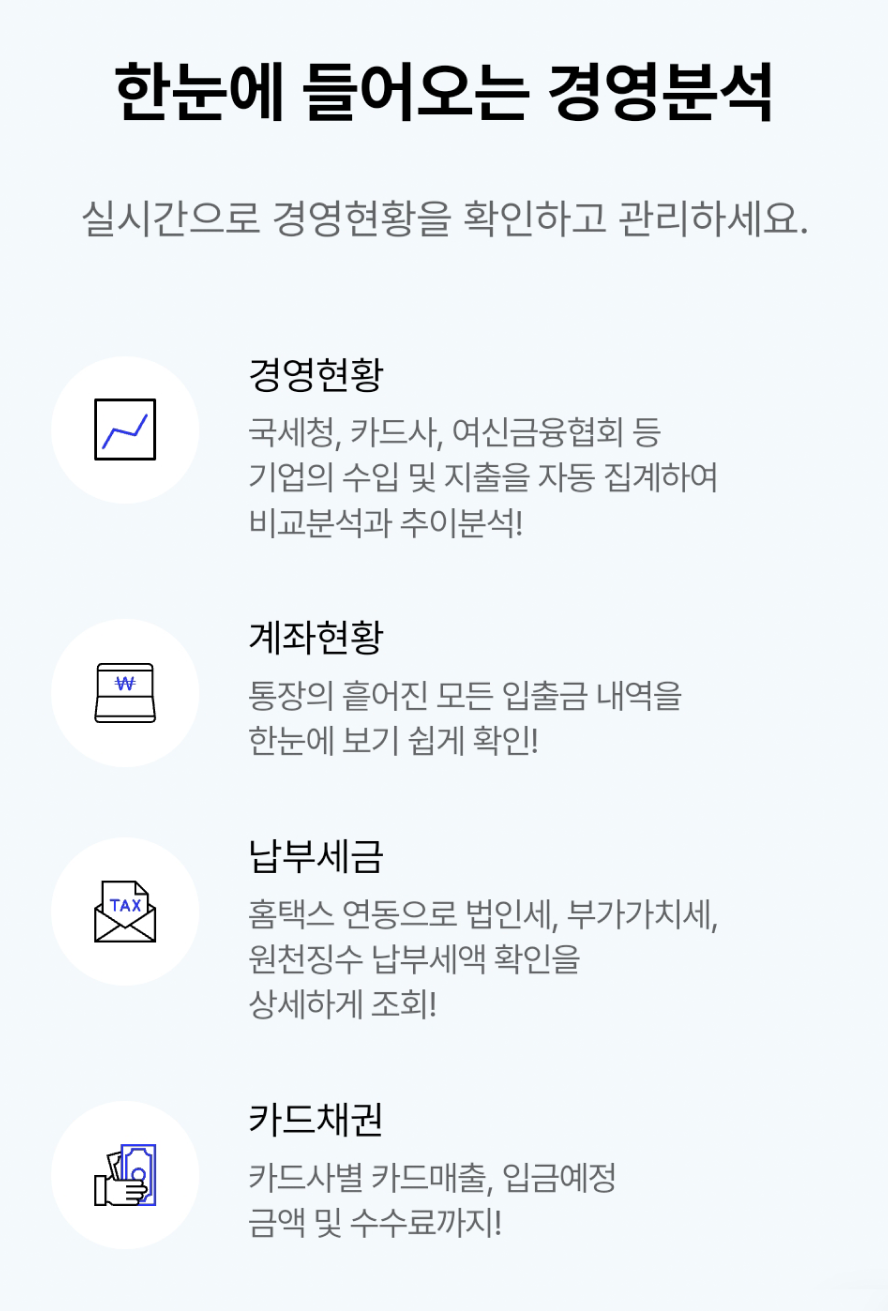 한눈에 들어오는 경영분석
실시간으로 경영현황을 확인하고 관리하세요.
경영현황
국세청, 카드사, 여신금융협회 등
기업의 수입 및 지출을 자동 집계하여
비교분석과 추이분석!
계좌현황
₩
통장의 흩어진 모든 입출금 내역을
한눈에 보기 쉽게 확인!
납부세금
TAX
홈택스 연동으로 법인세, 부가가치세,
원천징수 납부세액 확인을
상세하게 조회!
카드채권
카드사별 카드매출, 입금예정
금액 및 수수료까지!